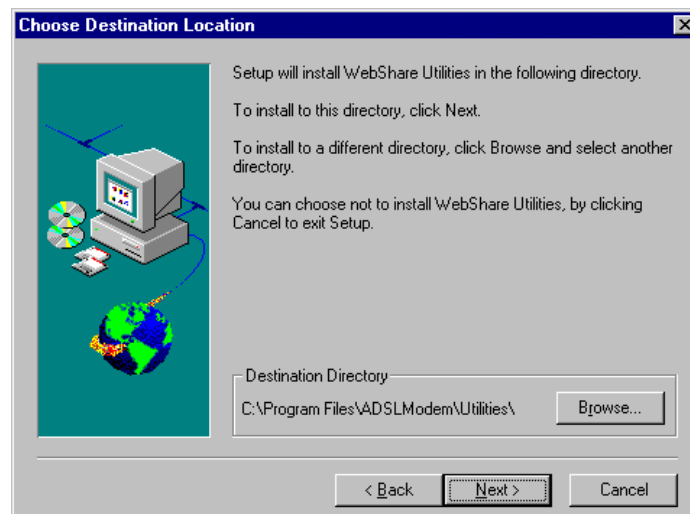 Choose Destination Location
Setup will install WebShare Utilities in the following directory.
To install to this directory, click Next.
To install to a different directory, click Browse and select another
directory.
You can choose not to install WebShare Utilities, by clicking
Cancel to exit Setup.
Destination Directory
C:\Program Files\ADSLModem\Utilities\
Browse...
< Back
Next >
Cancel